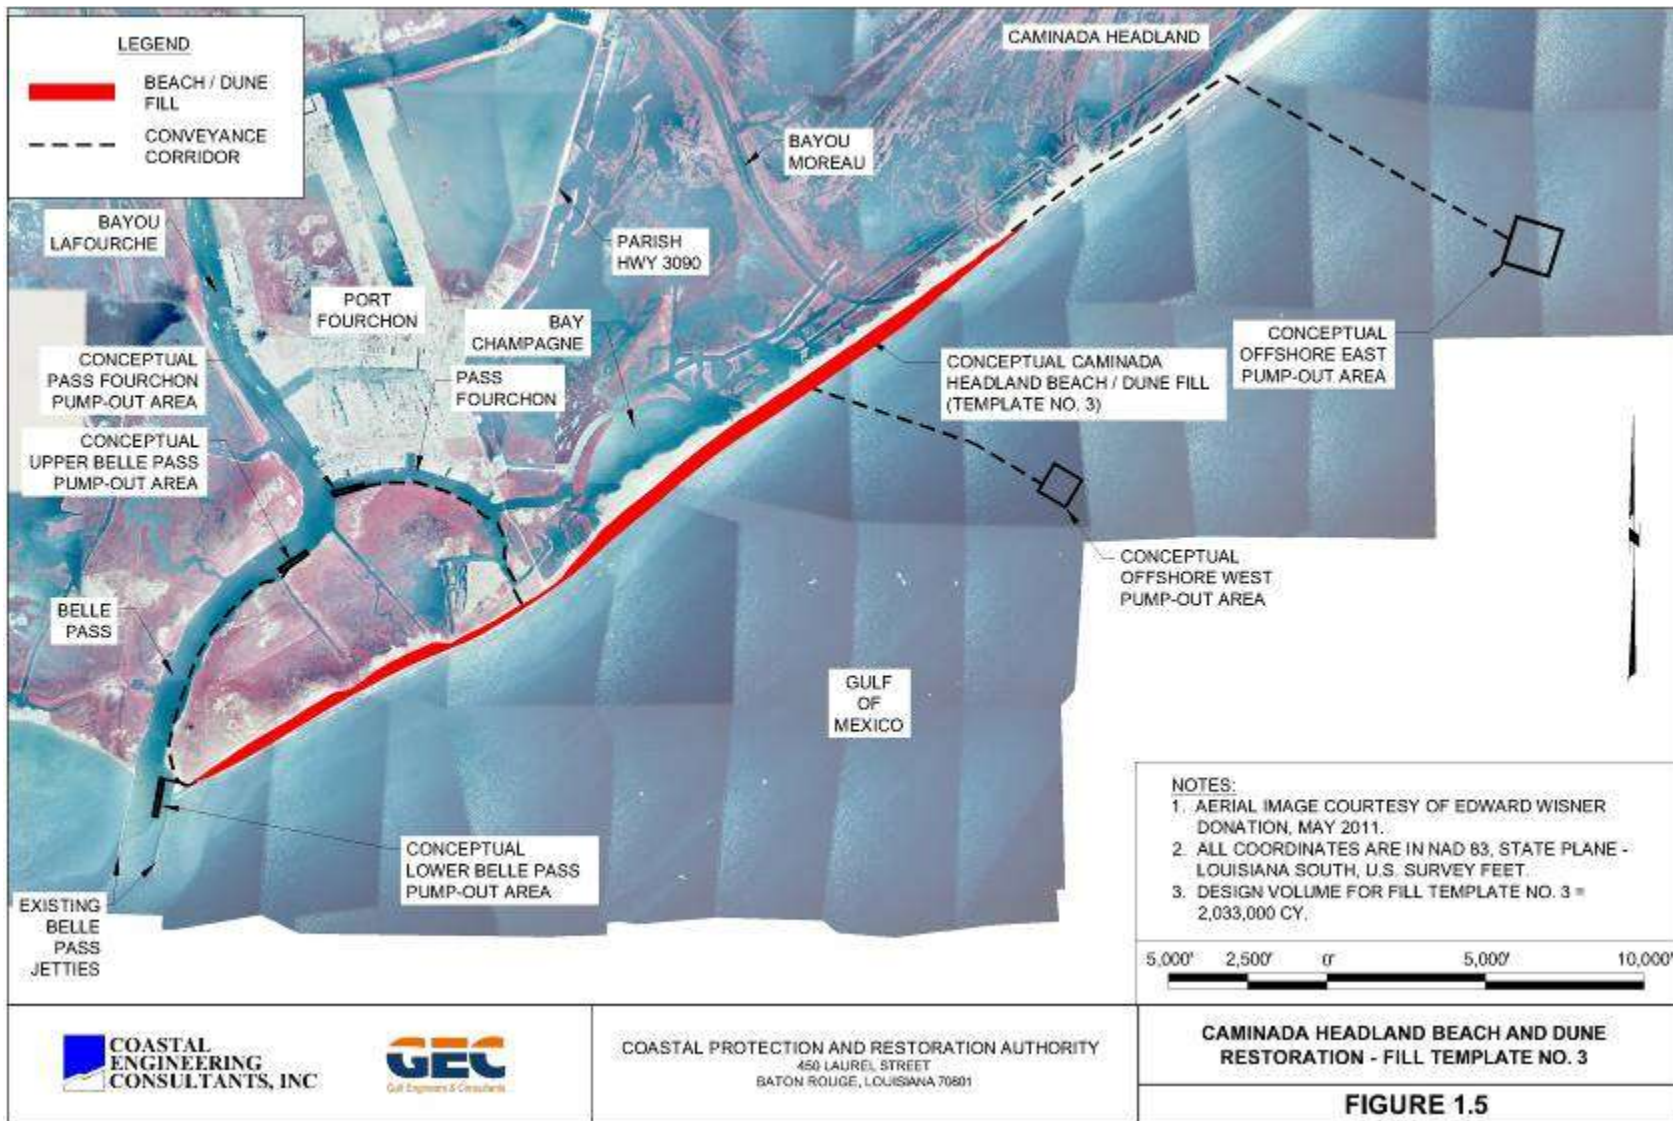 LEGEND
BEACH / DUNE
FILL
CONVEYANCE
CORRIDOR
CAMINADA HEADLAND
BAYOU
MOREAU
BAYOU
LAFOURCHE
PARISH
HWY 3090
PORT
FOURCHON
BAY
CHAMPAGNE
CONCEPTUAL
PASS FOURCHON
PUMP-OUT AREA
PASS
FOURCHON
CONCEPTUAL CAMINADA
HEADLAND BEACH / DUNE FILL
(TEMPLATE NO. 3)
CONCEPTUAL
OFFSHORE EAST
PUMP-OUT AREA
CONCEPTUAL
UPPER BELLE PASS
PUMP-OUT AREA
CONCEPTUAL
OFFSHORE WEST
PUMP-OUT AREA
BELLE
PASS
GULF
OF
MEXICO
CONCEPTUAL
LOWER BELLE PASS
PUMP-OUT AREA
EXISTING
BELLE
PASS
JETTIES
NOTES:
1. AERIAL IMAGE COURTESY OF EDWARD WISNER
DONATION, MAY 2011.
2. ALL COORDINATES ARE IN NAD 83, STATE PLANE -
LOUISIANA SOUTH, U.S. SURVEY FEET.
3. DESIGN VOLUME FOR FILL TEMPLATE NO. 3 =
2,033,000 CY.
5,000' 2,500' 0' 5,000' 10,000'
COASTAL
ENGINEERING
CONSULTANTS, INC
GEC
Gulf Engineers & Consultants
COASTAL PROTECTION AND RESTORATION AUTHORITY
450 LAUREL STREET
BATON ROUGE, LOUISIANA 70801
CAMINADA HEADLAND BEACH AND DUNE
RESTORATION - FILL TEMPLATE NO. 3
FIGURE 1.5